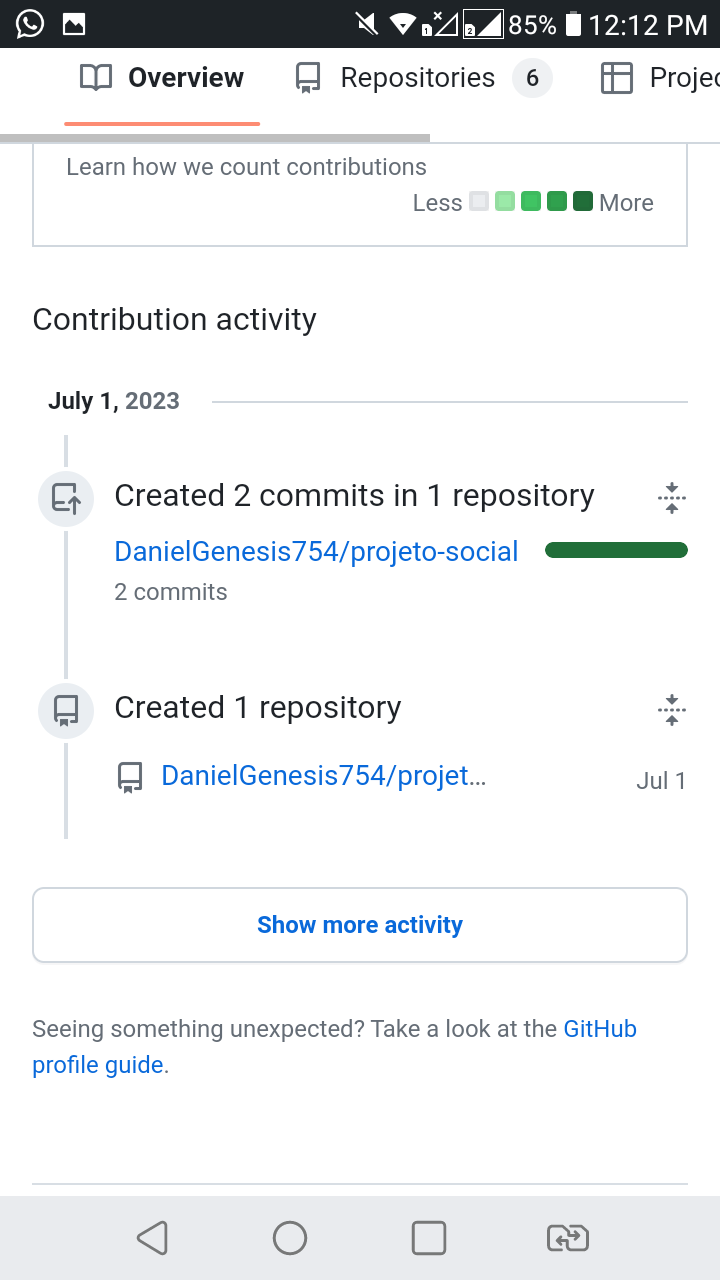 1 2 85% 12:12 PM
Overview Repositories 6 Projec
Learn how we count contributions
Less More
Contribution activity
July 1, 2023
Created 2 commits in 1 repository
DanielGenesis754/projeto-social
2 commits
Created 1 repository
DanielGenesis754/projet... Jul 1
Show more activity
Seeing something unexpected? Take a look at the GitHub
profile guide.